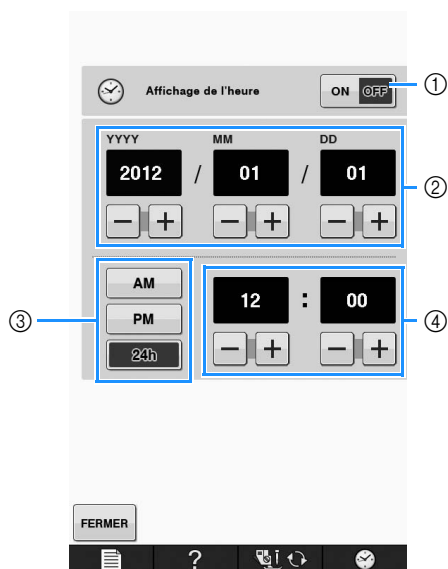 Affichage de l'heure ON OFF ①
YYYY MM DD
2012 / 01 / 01
− + − + − + ②
AM
PM
24h
③
12 : 00
− + − + ④
FERMER
?